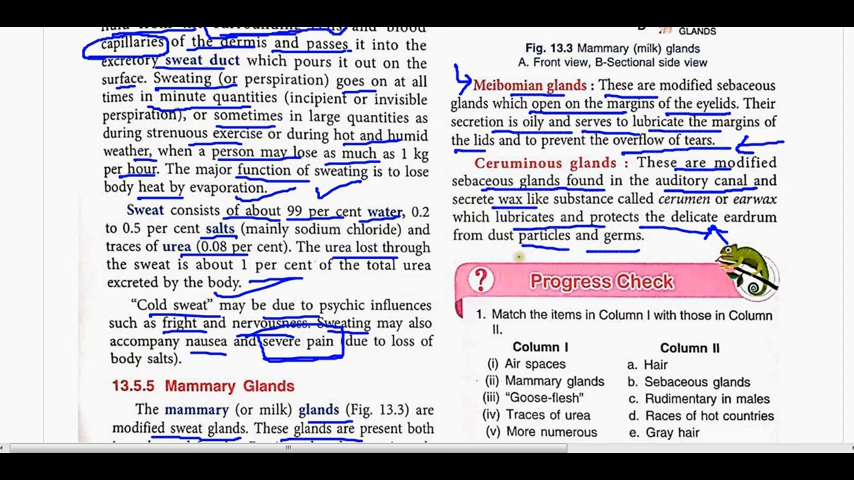 and blood
capillaries of the dermis and passes it into the
excretory sweat duct which pours it out on the
surface. Sweating (or perspiration) goes on at all
times in minute quantities (incipient or invisible
perspiration), or sometimes in large quantities as
during strenuous exercise or during hot and humid
weather, when a person may lose as much as 1 kg
per hour. The major function of sweating is to lose
body heat by evaporation.
Sweat consists of about 99 per cent water, 0.2
to 0.5 per cent salts (mainly sodium chloride) and
traces of urea (0.08 per cent). The urea lost through
the sweat is about 1 per cent of the total urea
excreted by the body.
“Cold sweat” may be due to psychic influences
such as fright and nervousness. Sweating may also
accompany nausea and severe pain (due to loss of
body salts).
13.5.5 Mammary Glands
The mammary (or milk) glands (Fig. 13.3) are
modified sweat glands. These glands are present both
GLANDS
Fig. 13.3 Mammary (milk) glands
A. Front view, B-Sectional side view
Meibomian glands : These are modified sebaceous
glands which open on the margins of the eyelids. Their
secretion is oily and serves to lubricate the margins of
the lids and to prevent the overflow of tears.
Ceruminous glands : These are modified
sebaceous glands found in the auditory canal and
secrete wax like substance called cerumen or earwax
which lubricates and protects the delicate eardrum
from dust particles and germs.
? Progress Check
1. Match the items in Column I with those in Column
II.
Column I Column II
(i) Air spaces a. Hair
(ii) Mammary glands b. Sebaceous glands
(iii) “Goose-flesh” c. Rudimentary in males
(iv) Traces of urea d. Races of hot countries
(v) More numerous e. Gray hair